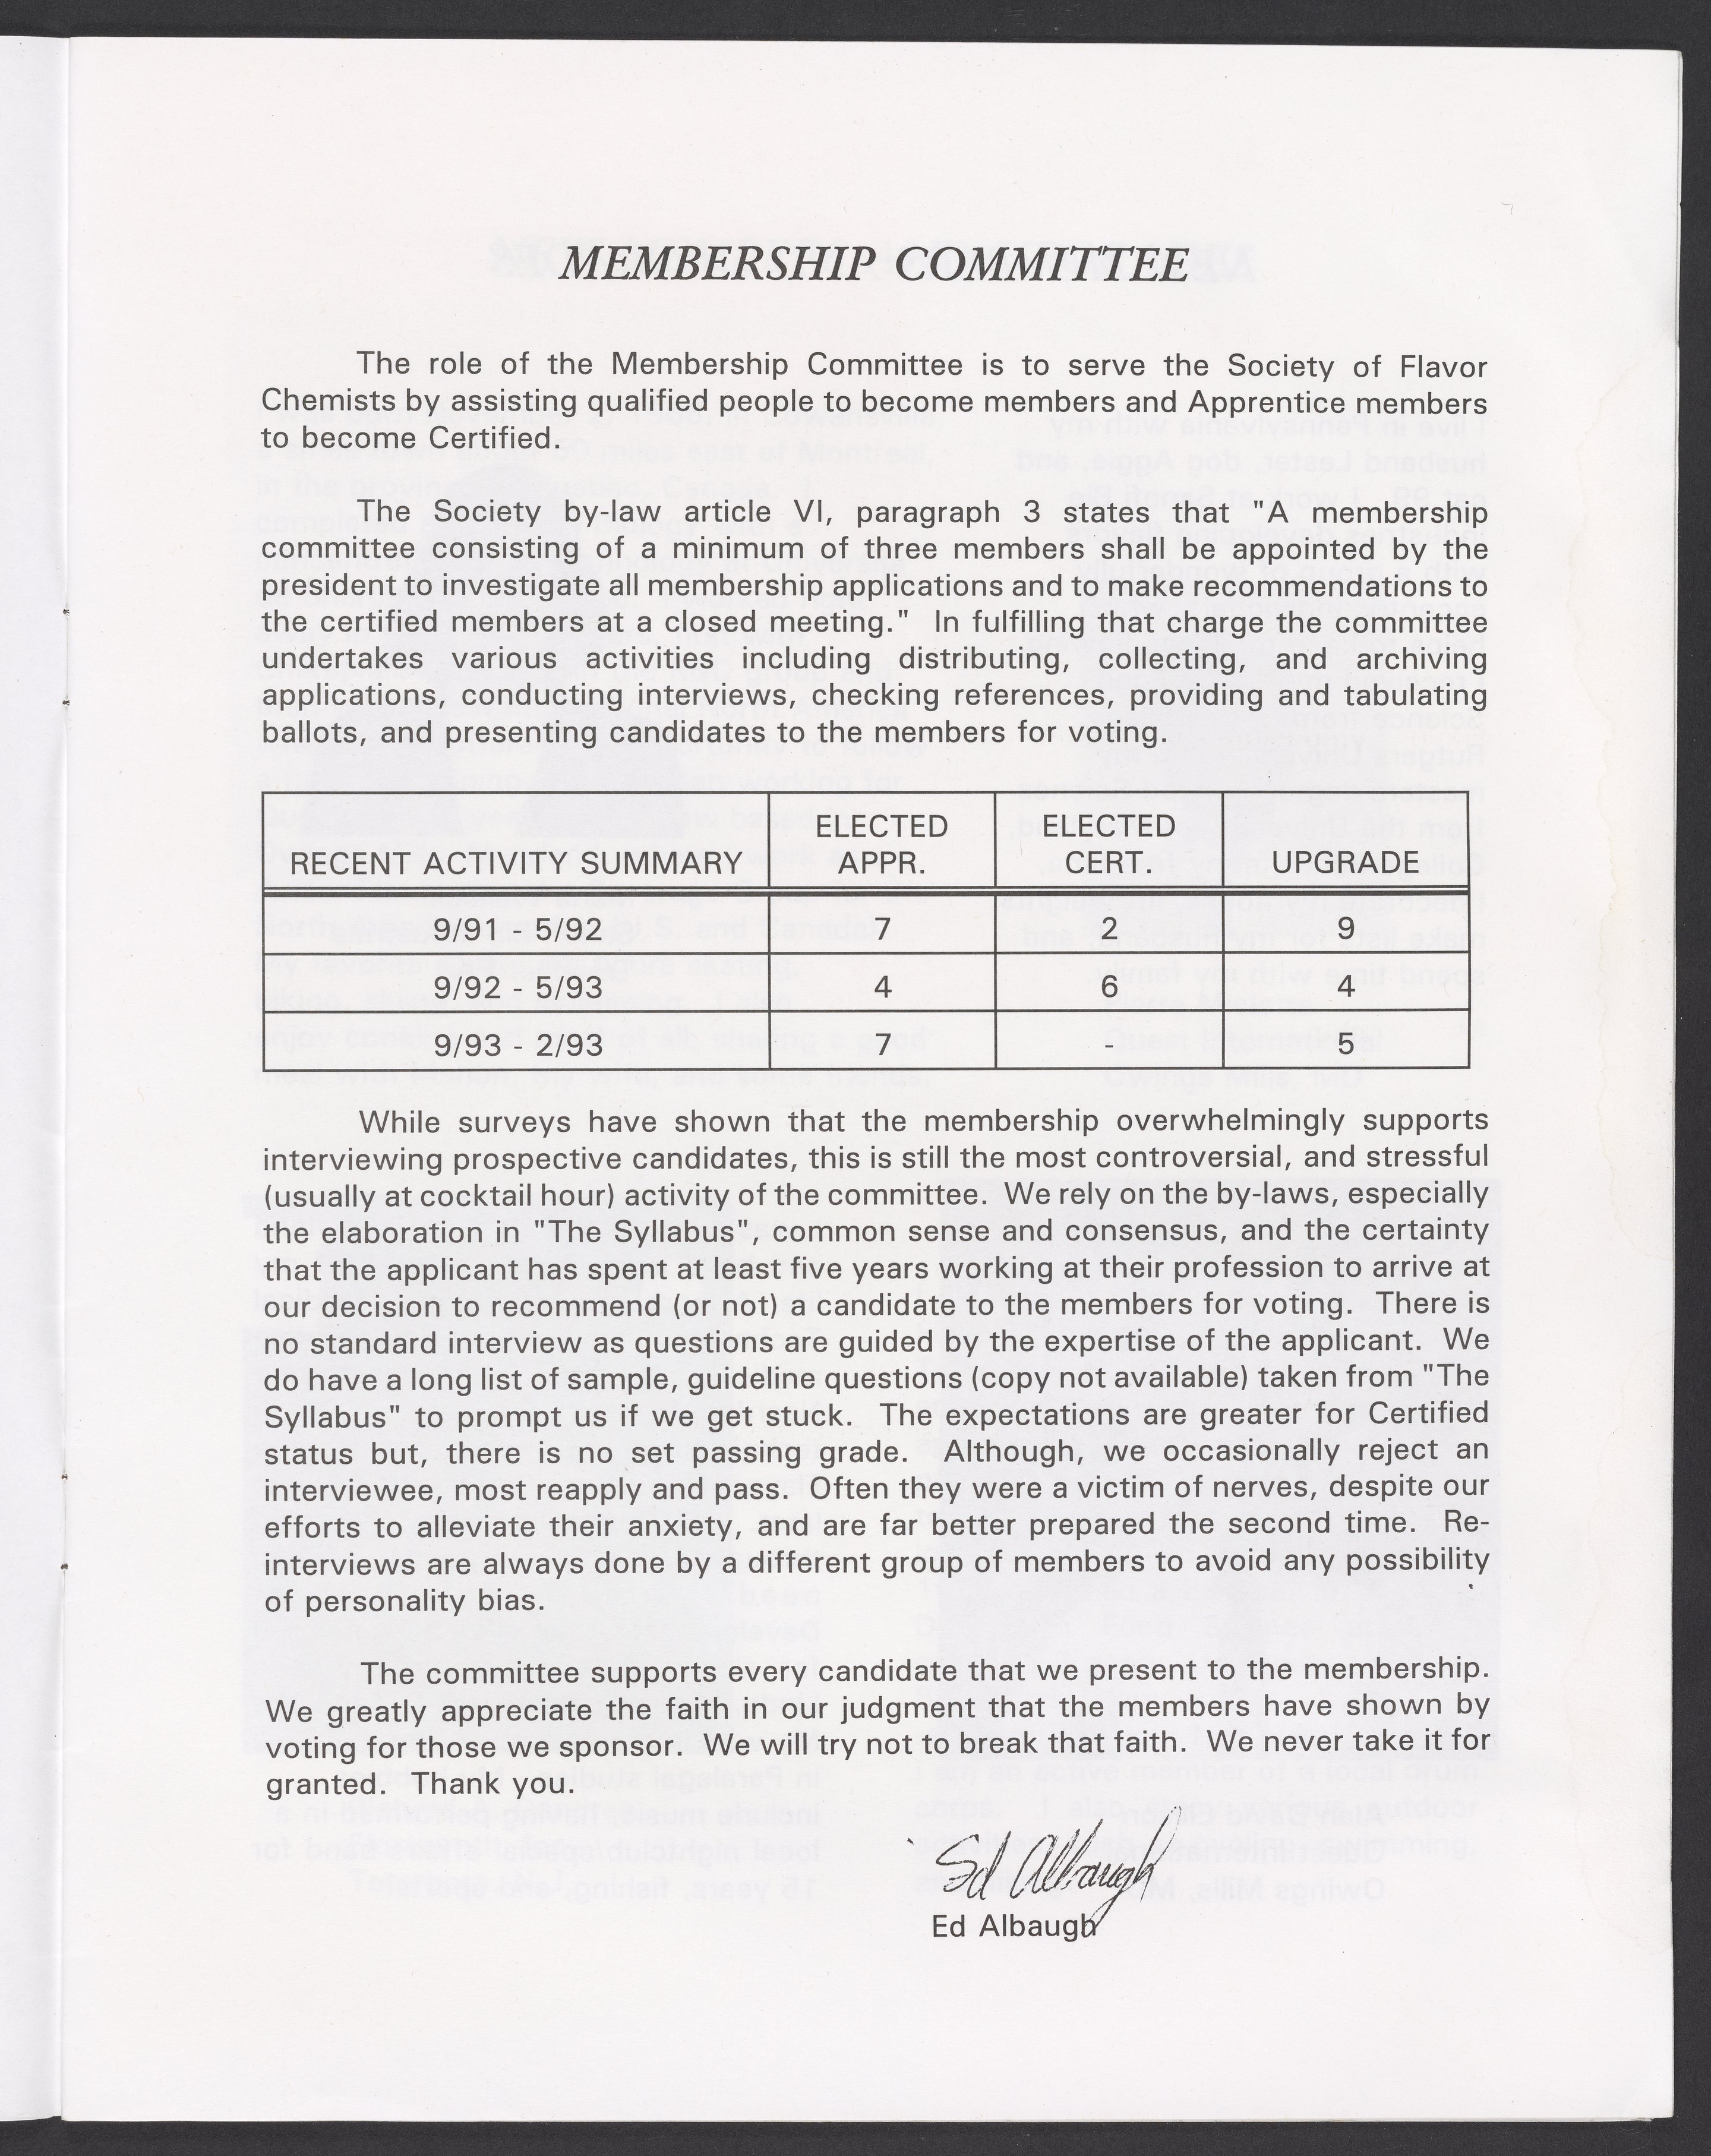 MEMBERSHIP COMMITTEE
The role of the Membership Committee is to serve the Society of Flavor
Chemists by assisting qualified people to become members and Apprentice members
to become Certified.
The Society by-law article VI, paragraph 3 states that "A membership
committee consisting of a minimum of three members shall be appointed by the
president to investigate all membership applications and to make recommendations to
the certified members at a closed meeting." In fulfilling that charge the committee
undertakes various activities including distributing, collecting, and archiving
applications, conducting interviews, checking references, providing and tabulating
ballots, and presenting candidates to the members for voting.
RECENT ACTIVITY SUMMARY ELECTED APPR. ELECTED CERT. UPGRADE
9/91 - 5/92 7 2 9
9/92 - 5/93 4 6 4
9/93 - 2/93 7 - 5
While surveys have shown that the membership overwhelmingly supports
interviewing prospective candidates, this is still the most controversial, and stressful
(usually at cocktail hour) activity of the committee. We rely on the by-laws, especially
the elaboration in "The Syllabus", common sense and consensus, and the certainty
that the applicant has spent at least five years working at their profession to arrive at
our decision to recommend (or not) a candidate to the members for voting. There is
no standard interview as questions are guided by the expertise of the applicant. We
do have a long list of sample, guideline questions (copy not available) taken from "The
Syllabus" to prompt us if we get stuck. The expectations are greater for Certified
status but, there is no set passing grade. Although, we occasionally reject an
interviewee, most reapply and pass. Often they were a victim of nerves, despite our
efforts to alleviate their anxiety, and are far better prepared the second time. Re-
interviews are always done by a different group of members to avoid any possibility
of personality bias.
The committee supports every candidate that we present to the membership.
We greatly appreciate the faith in our judgment that the members have shown by
voting for those we sponsor. We will try not to break that faith. We never take it for
granted. Thank you.
Ed Albaugh
Ed Albaugh